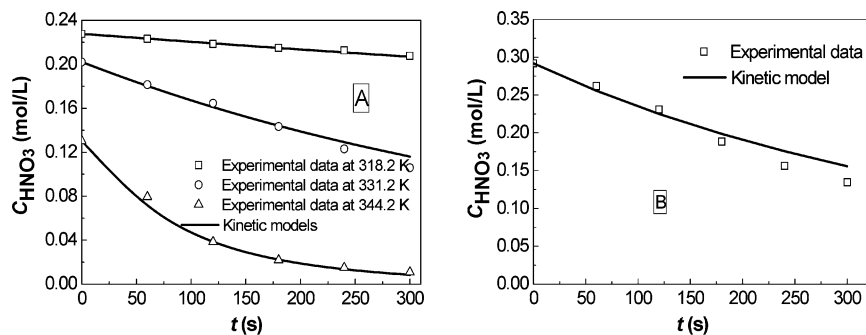 0.24
0.20
0.16
0.12
0.08
0.04
0.00
C_HNO3 (mol/L)
A
Experimental data at 318.2 K
Experimental data at 331.2 K
Experimental data at 344.2 K
Kinetic models
0 50 100 150 200 250 300
t (s)
0.35
0.30
0.25
0.20
0.15
0.10
0.05
0.00
C_HNO3 (mol/L)
Experimental data
Kinetic model
B
0 50 100 150 200 250 300
t (s)